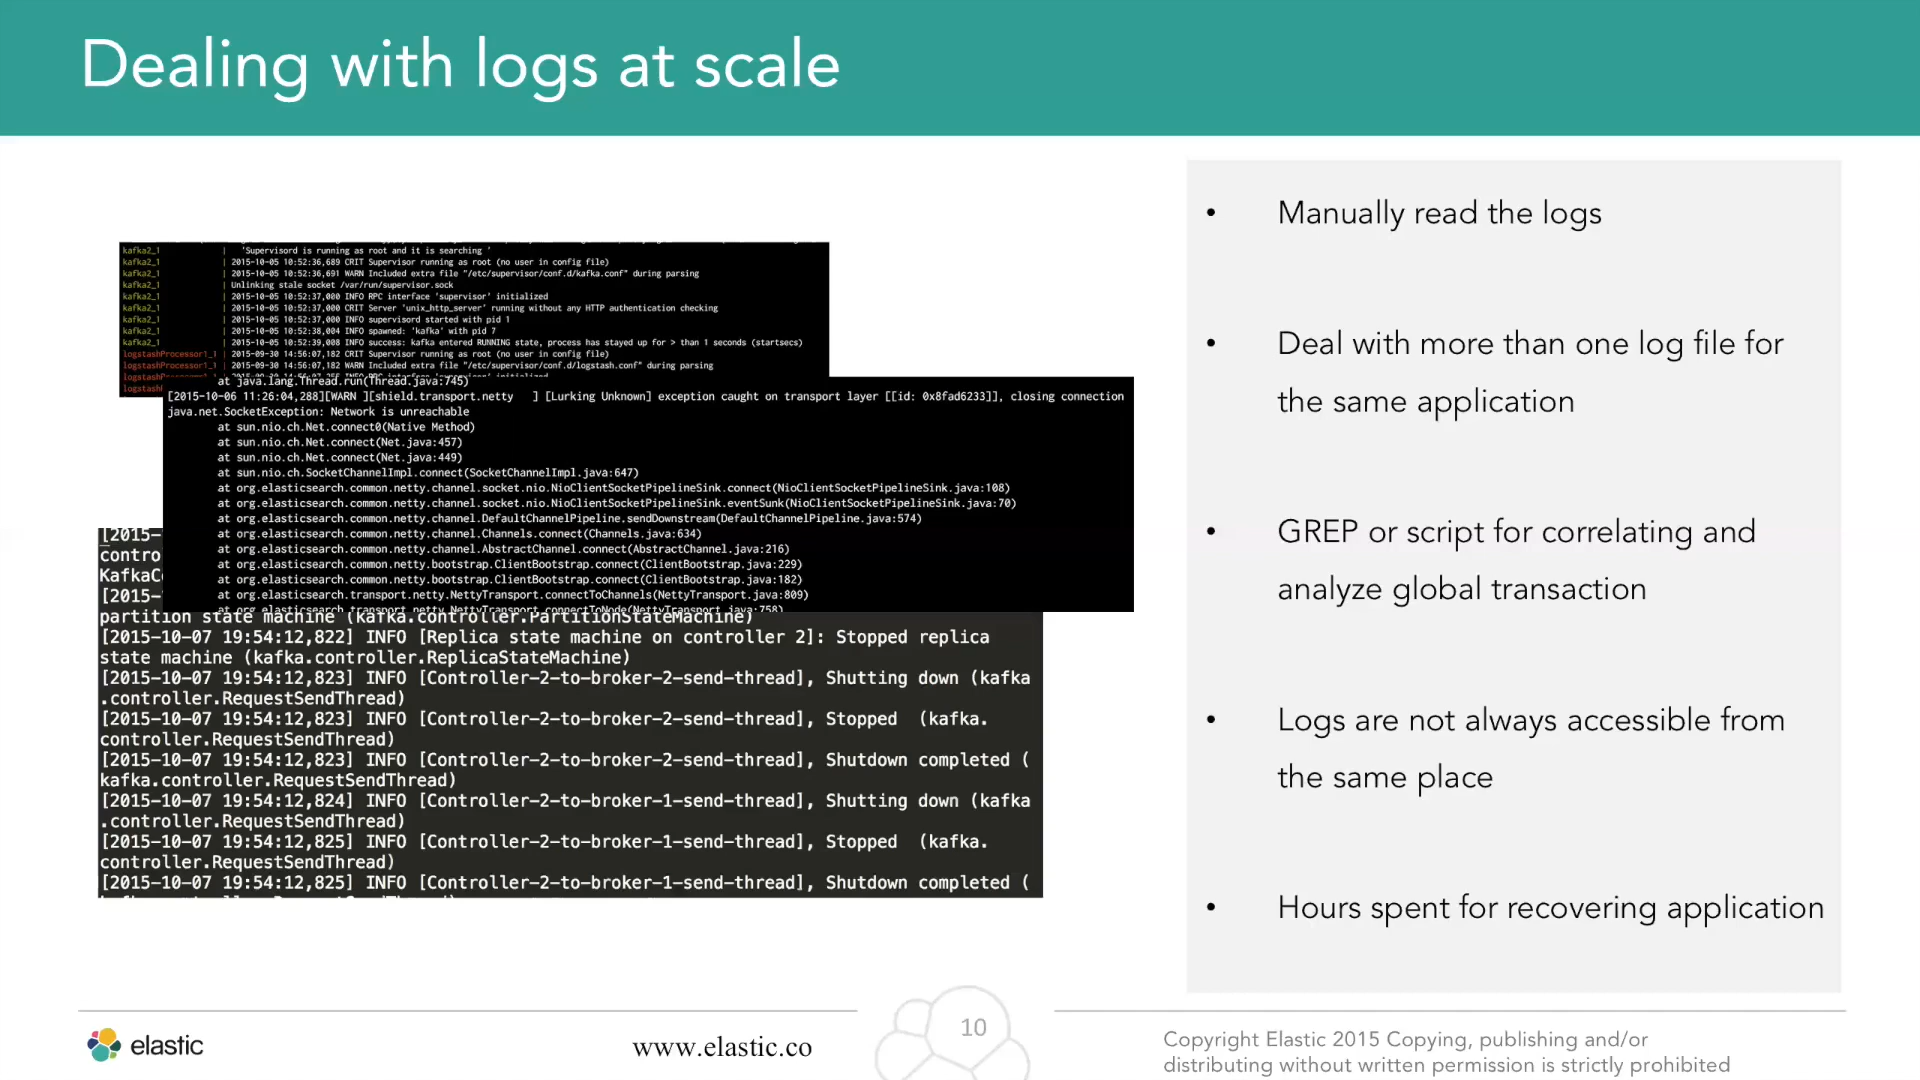 Dealing with logs at scale
kafka2_1 | 'Supervisord is running as root and it is searching '
kafka2_1 | 2015-10-05 10:52:36,689 CRIT Supervisor running as root (no user in config file)
kafka2_1 | 2015-10-05 10:52:36,691 WARN Included extra file "/etc/supervisor/conf.d/kafka.conf" during parsing
kafka2_1 | Unlinking stale socket /var/run/supervisor.sock
kafka2_1 | 2015-10-05 10:52:37,000 INFO RPC interface 'supervisor' initialized
kafka2_1 | 2015-10-05 10:52:37,000 CRIT Server 'unix_http_server' running without any HTTP authentication checking
kafka2_1 | 2015-10-05 10:52:37,000 INFO supervisord started with pid 1
kafka2_1 | 2015-10-05 10:52:38,004 INFO spawned: 'kafka' with pid 7
kafka2_1 | 2015-10-05 10:52:39,008 INFO success: kafka entered RUNNING state, process has stayed up for > than 1 seconds (startsecs)
logstashProcessor1_1 | 2015-09-30 14:56:07,182 CRIT Supervisor running as root (no user in config file)
logstashProcessor1_1 | 2015-09-30 14:56:07,182 WARN Included extra file "/etc/supervisor/conf.d/logstash.conf" during parsing
at java.lang.Thread.run(Thread.java:745)
[2015-10-06 11:26:04,288][WARN ][shield.transport.netty ] [Lurking Unknown] exception caught on transport layer [[id: 0x8fad6233]], closing connection
java.net.SocketException: Network is unreachable
at sun.nio.ch.Net.connect0(Native Method)
at sun.nio.ch.Net.connect(Net.java:457)
at sun.nio.ch.Net.connect(Net.java:449)
at sun.nio.ch.SocketChannelImpl.connect(SocketChannelImpl.java:647)
at org.elasticsearch.common.netty.channel.socket.nio.NioClientSocketPipelineSink.connect(NioClientSocketPipelineSink.java:108)
at org.elasticsearch.common.netty.channel.socket.nio.NioClientSocketPipelineSink.eventSunk(NioClientSocketPipelineSink.java:70)
at org.elasticsearch.common.netty.channel.DefaultChannelPipeline.sendDownstream(DefaultChannelPipeline.java:574)
at org.elasticsearch.common.netty.channel.Channels.connect(Channels.java:634)
at org.elasticsearch.common.netty.channel.AbstractChannel.connect(AbstractChannel.java:216)
at org.elasticsearch.common.netty.bootstrap.ClientBootstrap.connect(ClientBootstrap.java:229)
at org.elasticsearch.common.netty.bootstrap.ClientBootstrap.connect(ClientBootstrap.java:182)
at org.elasticsearch.transport.netty.NettyTransport.connectToChannels(NettyTransport.java:809)
at org.elasticsearch.transport.netty.NettyTransport.connectToNode(NettyTransport.java:758)
[2015-
contro
KafkaC
[2015-
partition state machine (kafka.controller.PartitionStateMachine)
[2015-10-07 19:54:12,822] INFO [Replica state machine on controller 2]: Stopped replica
state machine (kafka.controller.ReplicaStateMachine)
[2015-10-07 19:54:12,823] INFO [Controller-2-to-broker-2-send-thread], Shutting down (kafka
.controller.RequestSendThread)
[2015-10-07 19:54:12,823] INFO [Controller-2-to-broker-2-send-thread], Stopped (kafka.
controller.RequestSendThread)
[2015-10-07 19:54:12,823] INFO [Controller-2-to-broker-2-send-thread], Shutdown completed (
kafka.controller.RequestSendThread)
[2015-10-07 19:54:12,824] INFO [Controller-2-to-broker-1-send-thread], Shutting down (kafka
.controller.RequestSendThread)
[2015-10-07 19:54:12,825] INFO [Controller-2-to-broker-1-send-thread], Stopped (kafka.
controller.RequestSendThread)
[2015-10-07 19:54:12,825] INFO [Controller-2-to-broker-1-send-thread], Shutdown completed (
• Manually read the logs
• Deal with more than one log file for
the same application
• GREP or script for correlating and
analyze global transaction
• Logs are not always accessible from
the same place
• Hours spent for recovering application
elastic
www.elastic.co
10
Copyright Elastic 2015 Copying, publishing and/or
distributing without written permission is strictly prohibited